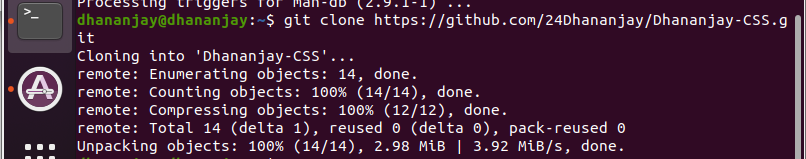 Processing triggers for man-db (2.9.1-1) ...
dhananjay@dhananjay:~$ git clone https://github.com/24Dhananjay/Dhananjay-CSS.g
it
Cloning into 'Dhananjay-CSS'...
remote: Enumerating objects: 14, done.
remote: Counting objects: 100% (14/14), done.
remote: Compressing objects: 100% (12/12), done.
remote: Total 14 (delta 1), reused 0 (delta 0), pack-reused 0
Unpacking objects: 100% (14/14), 2.98 MiB | 3.92 MiB/s, done.